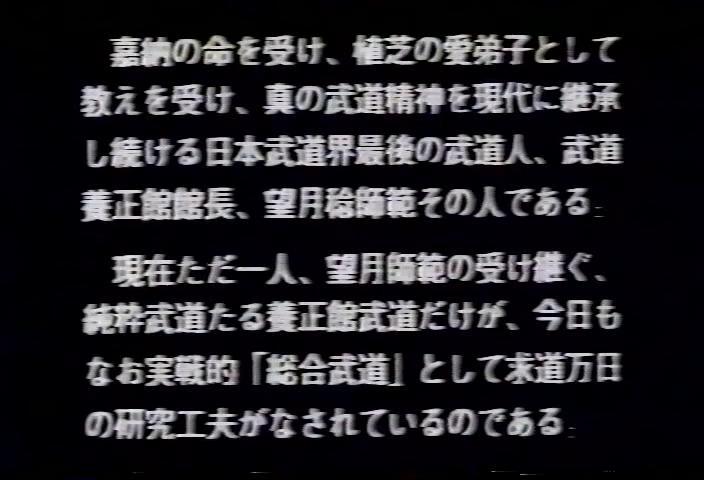 嘉納の命を受け、植芝の愛弟子として
教えを受け、真の武道精神を現代に継承
し続ける日本武道界最後の武道人、武道
養正館館長、望月稔師範その人である。
現在ただ一人、望月師範の受け継ぐ、
純粋武道たる養正館武道だけが、今日も
なお実戦的「総合武道」として求道万日
の研究工夫がなされているのである。